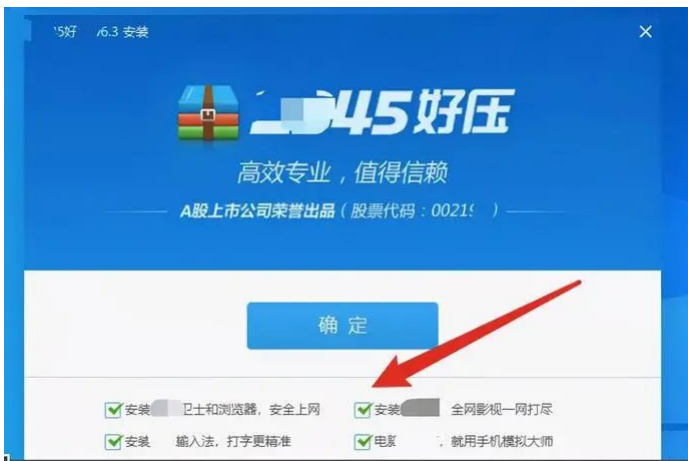 5好 v6.3 安装
45好压
高效专业，值得信赖
A股上市公司荣誉出品（股票代码：00219 ）
确 定
安装 卫士和浏览器，安全上网
安装 全网影视一网打尽
安装 输入法，打字更精准
电 ，就用手机模拟大师